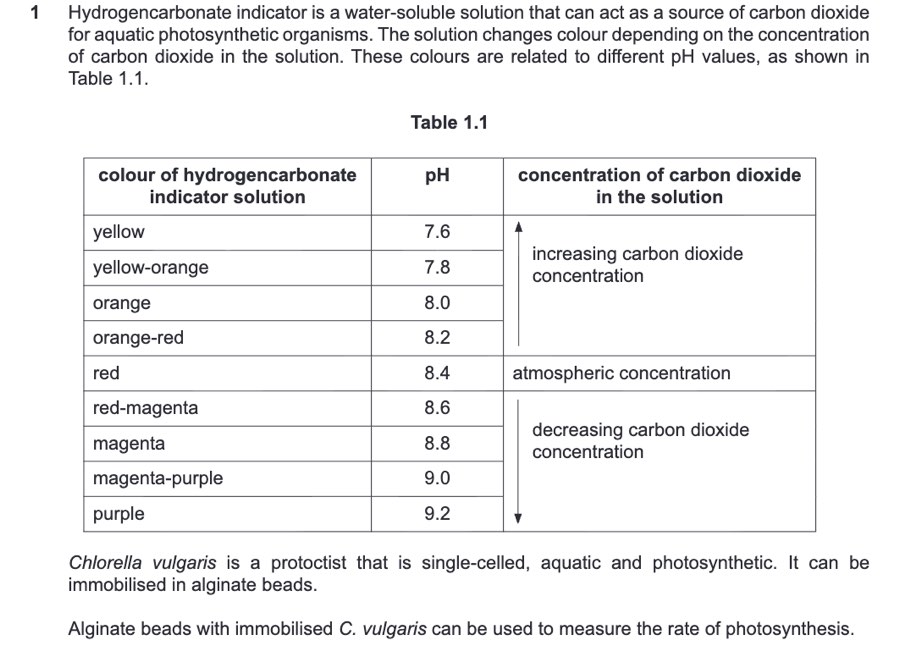 1 Hydrogencarbonate indicator is a water-soluble solution that can act as a source of carbon dioxide
for aquatic photosynthetic organisms. The solution changes colour depending on the concentration
of carbon dioxide in the solution. These colours are related to different pH values, as shown in
Table 1.1.
Table 1.1
colour of hydrogencarbonate
indicator solution
pH
concentration of carbon dioxide
in the solution
yellow 7.6
increasing carbon dioxide
concentration
yellow-orange 7.8
orange 8.0
orange-red 8.2
red 8.4 atmospheric concentration
red-magenta 8.6
decreasing carbon dioxide
concentration
magenta 8.8
magenta-purple 9.0
purple 9.2
Chlorella vulgaris is a protoctist that is single-celled, aquatic and photosynthetic. It can be
immobilised in alginate beads.
Alginate beads with immobilised C. vulgaris can be used to measure the rate of photosynthesis.